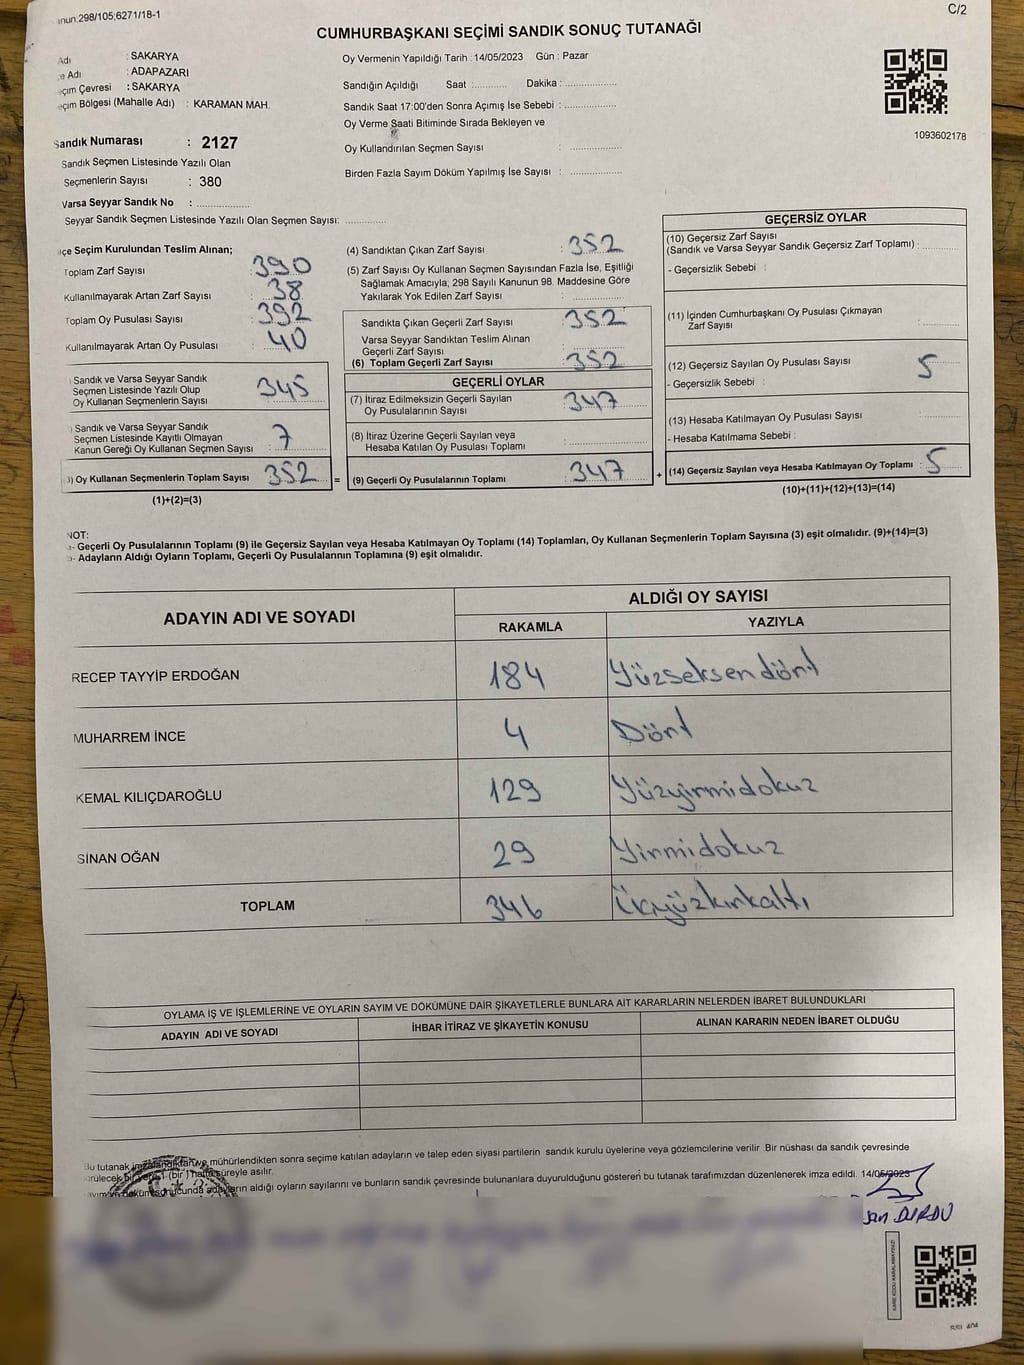 anun:298/105;6271/18-1
C/2
CUMHURBAŞKANI SEÇİMİ SANDIK SONUÇ TUTANAĞI
Adı : SAKARYA
çe Adı : ADAPAZARI
eçim Çevresi : SAKARYA
eçim Bölgesi (Mahalle Adı) : KARAMAN MAH.
Sandık Numarası : 2127
Sandık Seçmen Listesinde Yazılı Olan
Seçmenlerin Sayısı : 380
Varsa Seyyar Sandık No :
Seyyar Sandık Seçmen Listesinde Yazılı Olan Seçmen Sayısı:
Oy Vermenin Yapıldığı Tarih : 14/05/2023 Gün : Pazar
Sandığın Açıldığı Saat : Dakika :
Sandık Saat 17:00'den Sonra Açımış İse Sebebi :
Oy Verme Saati Bitiminde Sırada Bekleyen ve
Oy Kullandırılan Seçmen Sayısı :
Birden Fazla Sayım Döküm Yapılmış İse Sayısı :
1093602178
lçe Seçim Kurulundan Teslim Alınan;
Toplam Zarf Sayısı : 390
Kullanılmayarak Artan Zarf Sayısı : 38
Toplam Oy Pusulası Sayısı : 392
Kullanılmayarak Artan Oy Pusulası : 40
Sandık ve Varsa Seyyar Sandık
Seçmen Listesinde Yazılı Olup
Oy Kullanan Seçmenlerin Sayısı : 345
Sandık ve Varsa Seyyar Sandık
Seçmen Listesinde Kayıtlı Olmayan
Kanun Gereği Oy Kullanan Seçmen Sayısı : 7
3) Oy Kullanan Seçmenlerin Toplam Sayısı : 352 =
(1)+(2)=(3)
(4) Sandıktan Çıkan Zarf Sayısı : 352
(5) Zarf Sayısı Oy Kullanan Seçmen Sayısından Fazla İse, Eşitliği
Sağlamak Amacıyla; 298 Sayılı Kanunun 98. Maddesine Göre
Yakılarak Yok Edilen Zarf Sayısı :
Sandıkta Çıkan Geçerli Zarf Sayısı : 352
Varsa Seyyar Sandıktan Teslim Alınan
Geçerli Zarf Sayısı :
(6) Toplam Geçerli Zarf Sayısı : 352
GEÇERLİ OYLAR
(7) İtiraz Edilmeksizin Geçerli Sayılan
Oy Pusulalarının Sayısı : 347
(8) İtiraz Üzerine Geçerli Sayılan veya
Hesaba Katılan Oy Pusulası Toplamı :
(9) Geçerli Oy Pusulalarının Toplamı : 347 +
GEÇERSİZ OYLAR
(10) Geçersiz Zarf Sayısı
(Sandık ve Varsa Seyyar Sandık Geçersiz Zarf Toplamı) :
- Geçersizlik Sebebi :
(11) İçinden Cumhurbaşkanı Oy Pusulası Çıkmayan
Zarf Sayısı :
(12) Geçersiz Sayılan Oy Pusulası Sayısı : 5
- Geçersizlik Sebebi :
(13) Hesaba Katılmayan Oy Pusulası Sayısı :
- Hesaba Katılmama Sebebi :
(14) Geçersiz Sayılan veya Hesaba Katılmayan Oy Toplamı : 5
(10)+(11)+(12)+(13)=(14)
NOT:
a- Geçerli Oy Pusulalarının Toplamı (9) ile Geçersiz Sayılan veya Hesaba Katılmayan Oy Toplamı (14) Toplamları, Oy Kullanan Seçmenlerin Toplam Sayısına (3) eşit olmalıdır. (9)+(14)=(3)
b- Adayların Aldığı Oyların Toplamı, Geçerli Oy Pusulalarının Toplamına (9) eşit olmalıdır.
ADAYIN ADI VE SOYADI ALDIĞI OY SAYISI
RAKAMLA YAZIYLA
RECEP TAYYİP ERDOĞAN 184 Yüzseksendört
MUHARREM İNCE 4 Dört
KEMAL KILIÇDAROĞLU 129 Yüzyirmidokuz
SİNAN OĞAN 29 Yirmidokuz
TOPLAM 346 Üçyüzkırkaltı
OYLAMA İŞ VE İŞLEMLERİNE VE OYLARIN SAYIM VE DÖKÜMÜNE DAİR ŞİKAYETLERLE BUNLARA AİT KARARLARIN NELERDEN İBARET BULUNDUKLARI
ADAYIN ADI VE SOYADI İHBAR İTİRAZ VE ŞİKAYETİN KONUSU ALINAN KARARIN NEDEN İBARET OLDUĞU
Bu tutanak imzalandıktan ve mühürlendikten sonra seçime katılan adayların ve talep eden siyasi partilerin sandık kurulu üyelerine veya gözlemcilerine verilir. Bir nüshası da sandık çevresinde
görülecek bir yere 1 (bir ) hafta süreyle asılır.
sayım ve döküm sonucunda adayların aldığı oyların sayılarını ve bunların sandık çevresinde bulunanlara duyurulduğunu gösteren bu tutanak tarafımızdan düzenlenerek imza edildi. 14/05/2023
KARE KODU KARALAMAYINIZ!